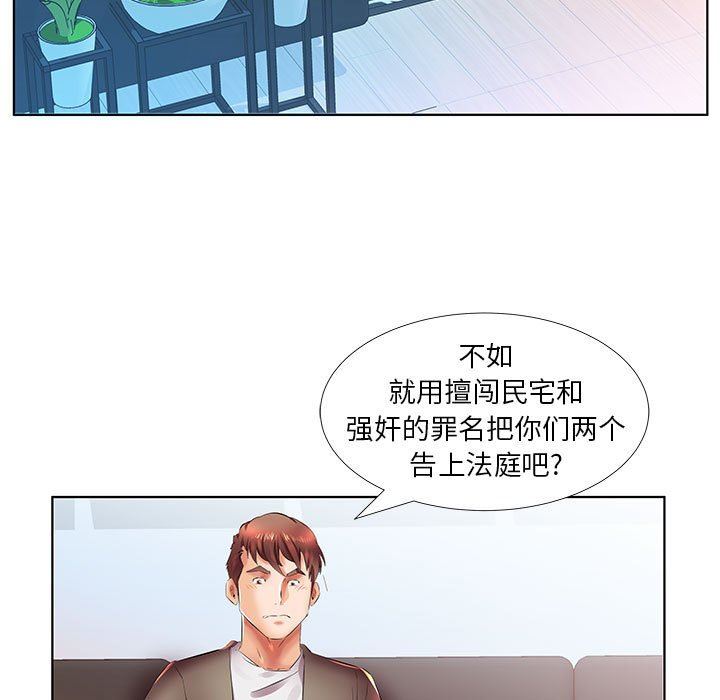 不如
就用擅闯民宅和
强奸的罪名把你们两个
告上法庭吧?